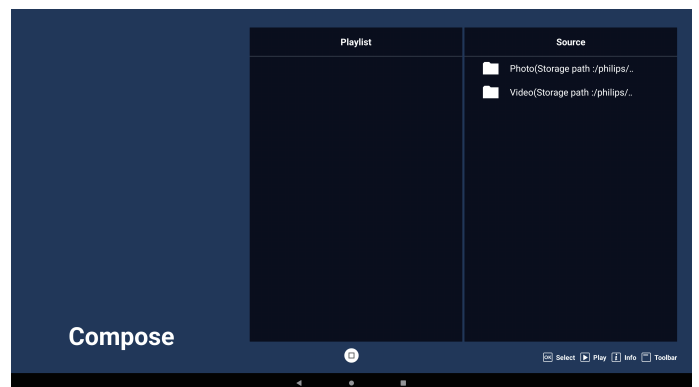 Playlist
Source
Photo(Storage path :/philips/..
Video(Storage path :/philips/..
Compose
OK Select Play i Info Toolbar